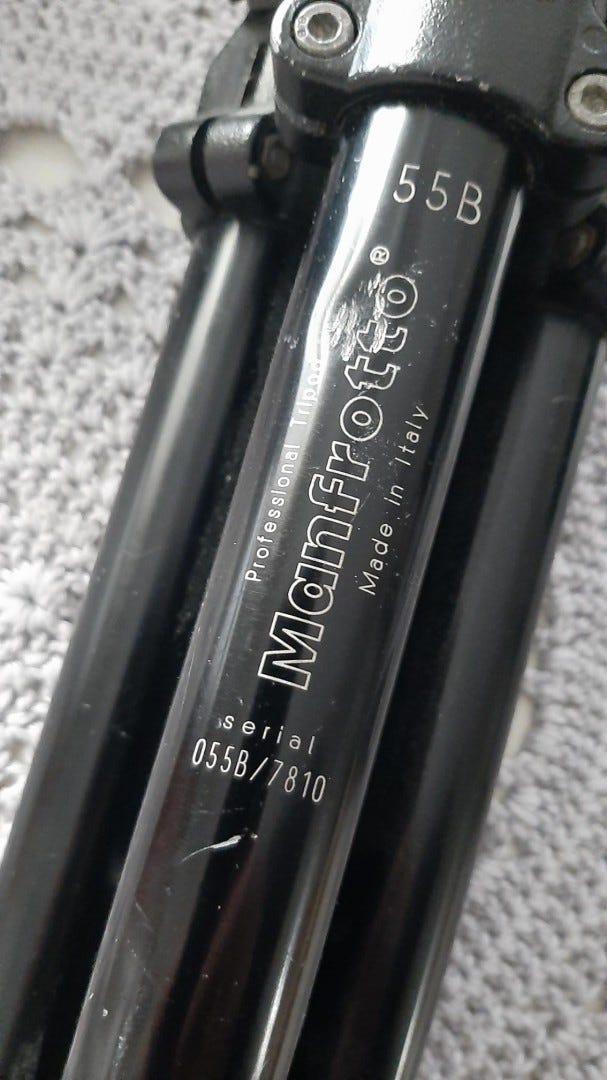 55B
Professional Tripod
Manfrotto®
Made in Italy
serial
055B/7810